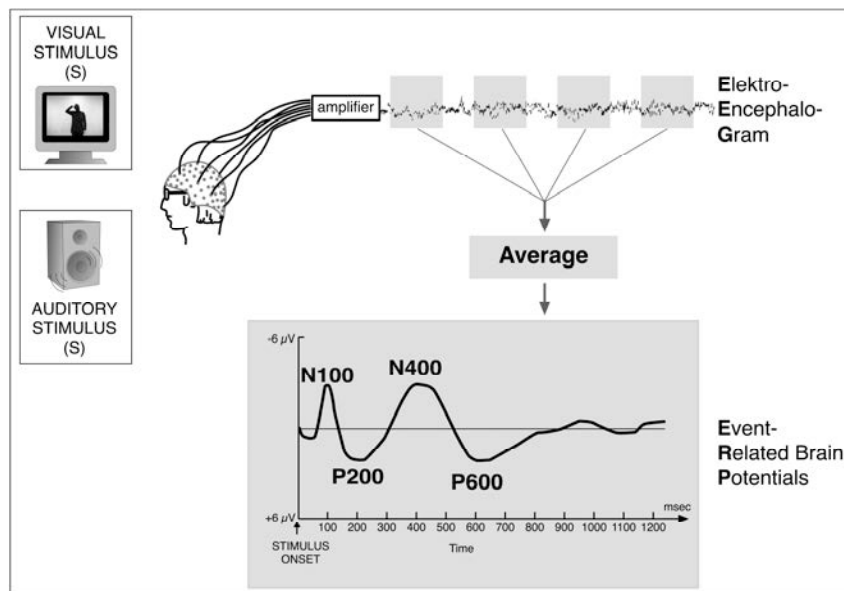 VISUAL
STIMULUS
(S)
amplifier
Elektro-
Encephalo-
Gram
AUDITORY
STIMULUS
(S)
Average
-6 µV
N100
N400
P200
P600
+6 µV
msec
100 200 300 400 500 600 700 800 900 1000 1100 1200
STIMULUS
ONSET
Time
Event-
Related Brain
Potentials